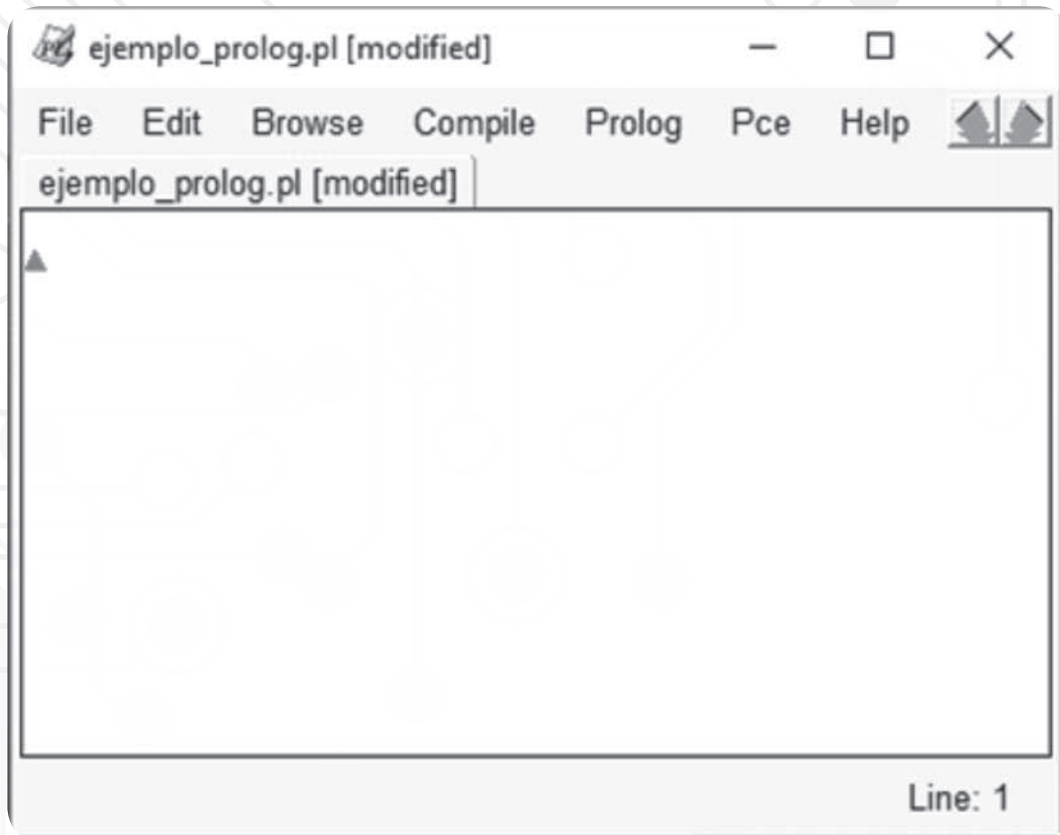 ejemplo_prolog.pl [modified]
File Edit Browse Compile Prolog Pce Help
ejemplo_prolog.pl [modified]
Line: 1